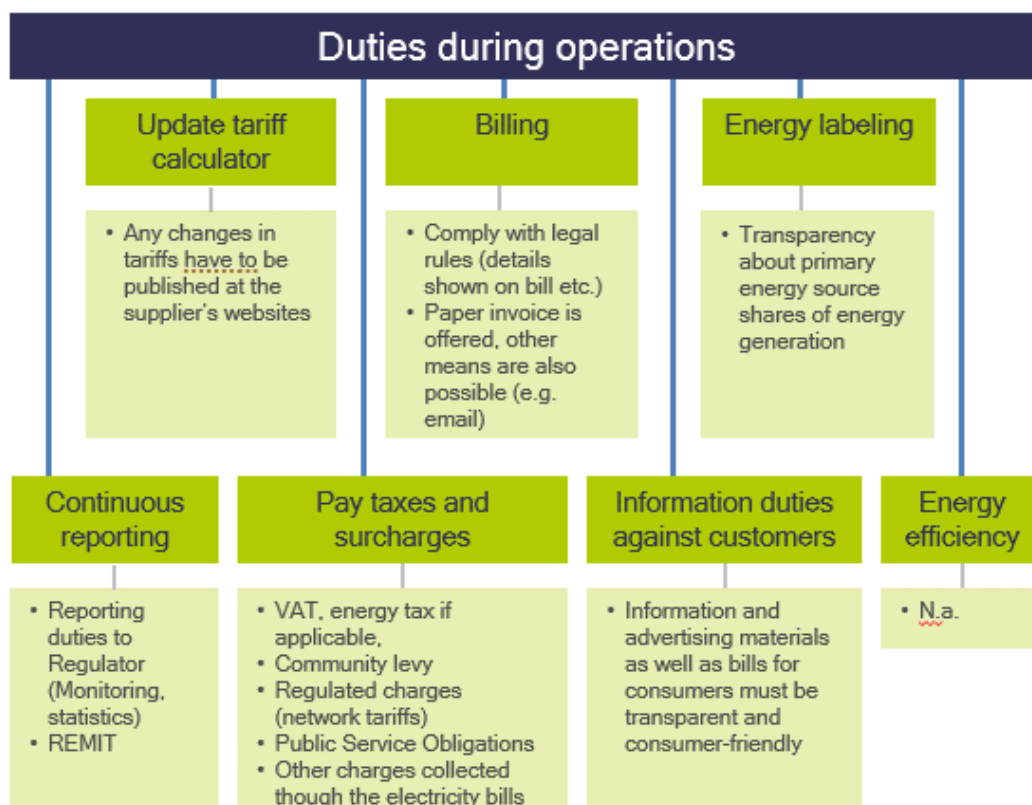 Duties during operations
Update tariff
calculator
• Any changes in
tariffs have to be
published at the
supplier's websites
Billing
• Comply with legal
rules (details
shown on bill etc.)
• Paper invoice is
offered, other
means are also
possible (e.g.
email)
Energy labeling
• Transparency
about primary
energy source
shares of energy
generation
Continuous
reporting
• Reporting
duties to
Regulator
(Monitoring,
statistics)
• REMIT
Pay taxes and
surcharges
• VAT, energy tax if
applicable,
• Community levy
• Regulated charges
(network tariffs)
• Public Service Obligations
• Other charges collected
though the electricity bills
Information duties
against customers
• Information and
advertising materials
as well as bills for
consumers must be
transparent and
consumer-friendly
Energy
efficiency
• N.a.